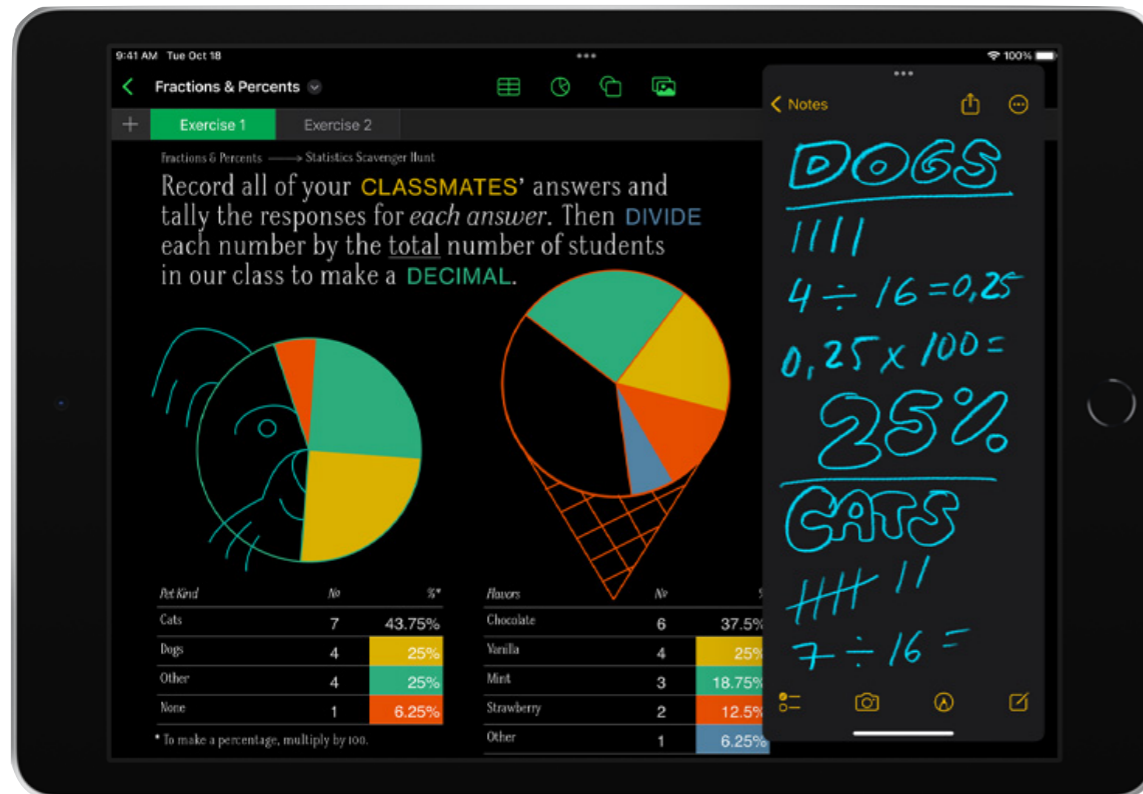 9:41 AM Tue Oct 18
100%
Fractions & Percents
Exercise 1
Exercise 2
Fractions & Percents ⟶ Statistics Scavenger Hunt
Record all of your CLASSMATES' answers and
tally the responses for each answer. Then DIVIDE
each number by the total number of students
in our class to make a DECIMAL.
Pet Kind № %*
Cats 7 43.75%
Dogs 4 25%
Other 4 25%
None 1 6.25%
* To make a percentage, multiply by 100.
Flavors № %
Chocolate 6 37.5%
Vanilla 4 25%
Mint 3 18.75%
Strawberry 2 12.5%
Other 1 6.25%
Notes
DOGS
4 ÷ 16 = 0,25
0,25 x 100 =
25%
CATS
7 ÷ 16 =